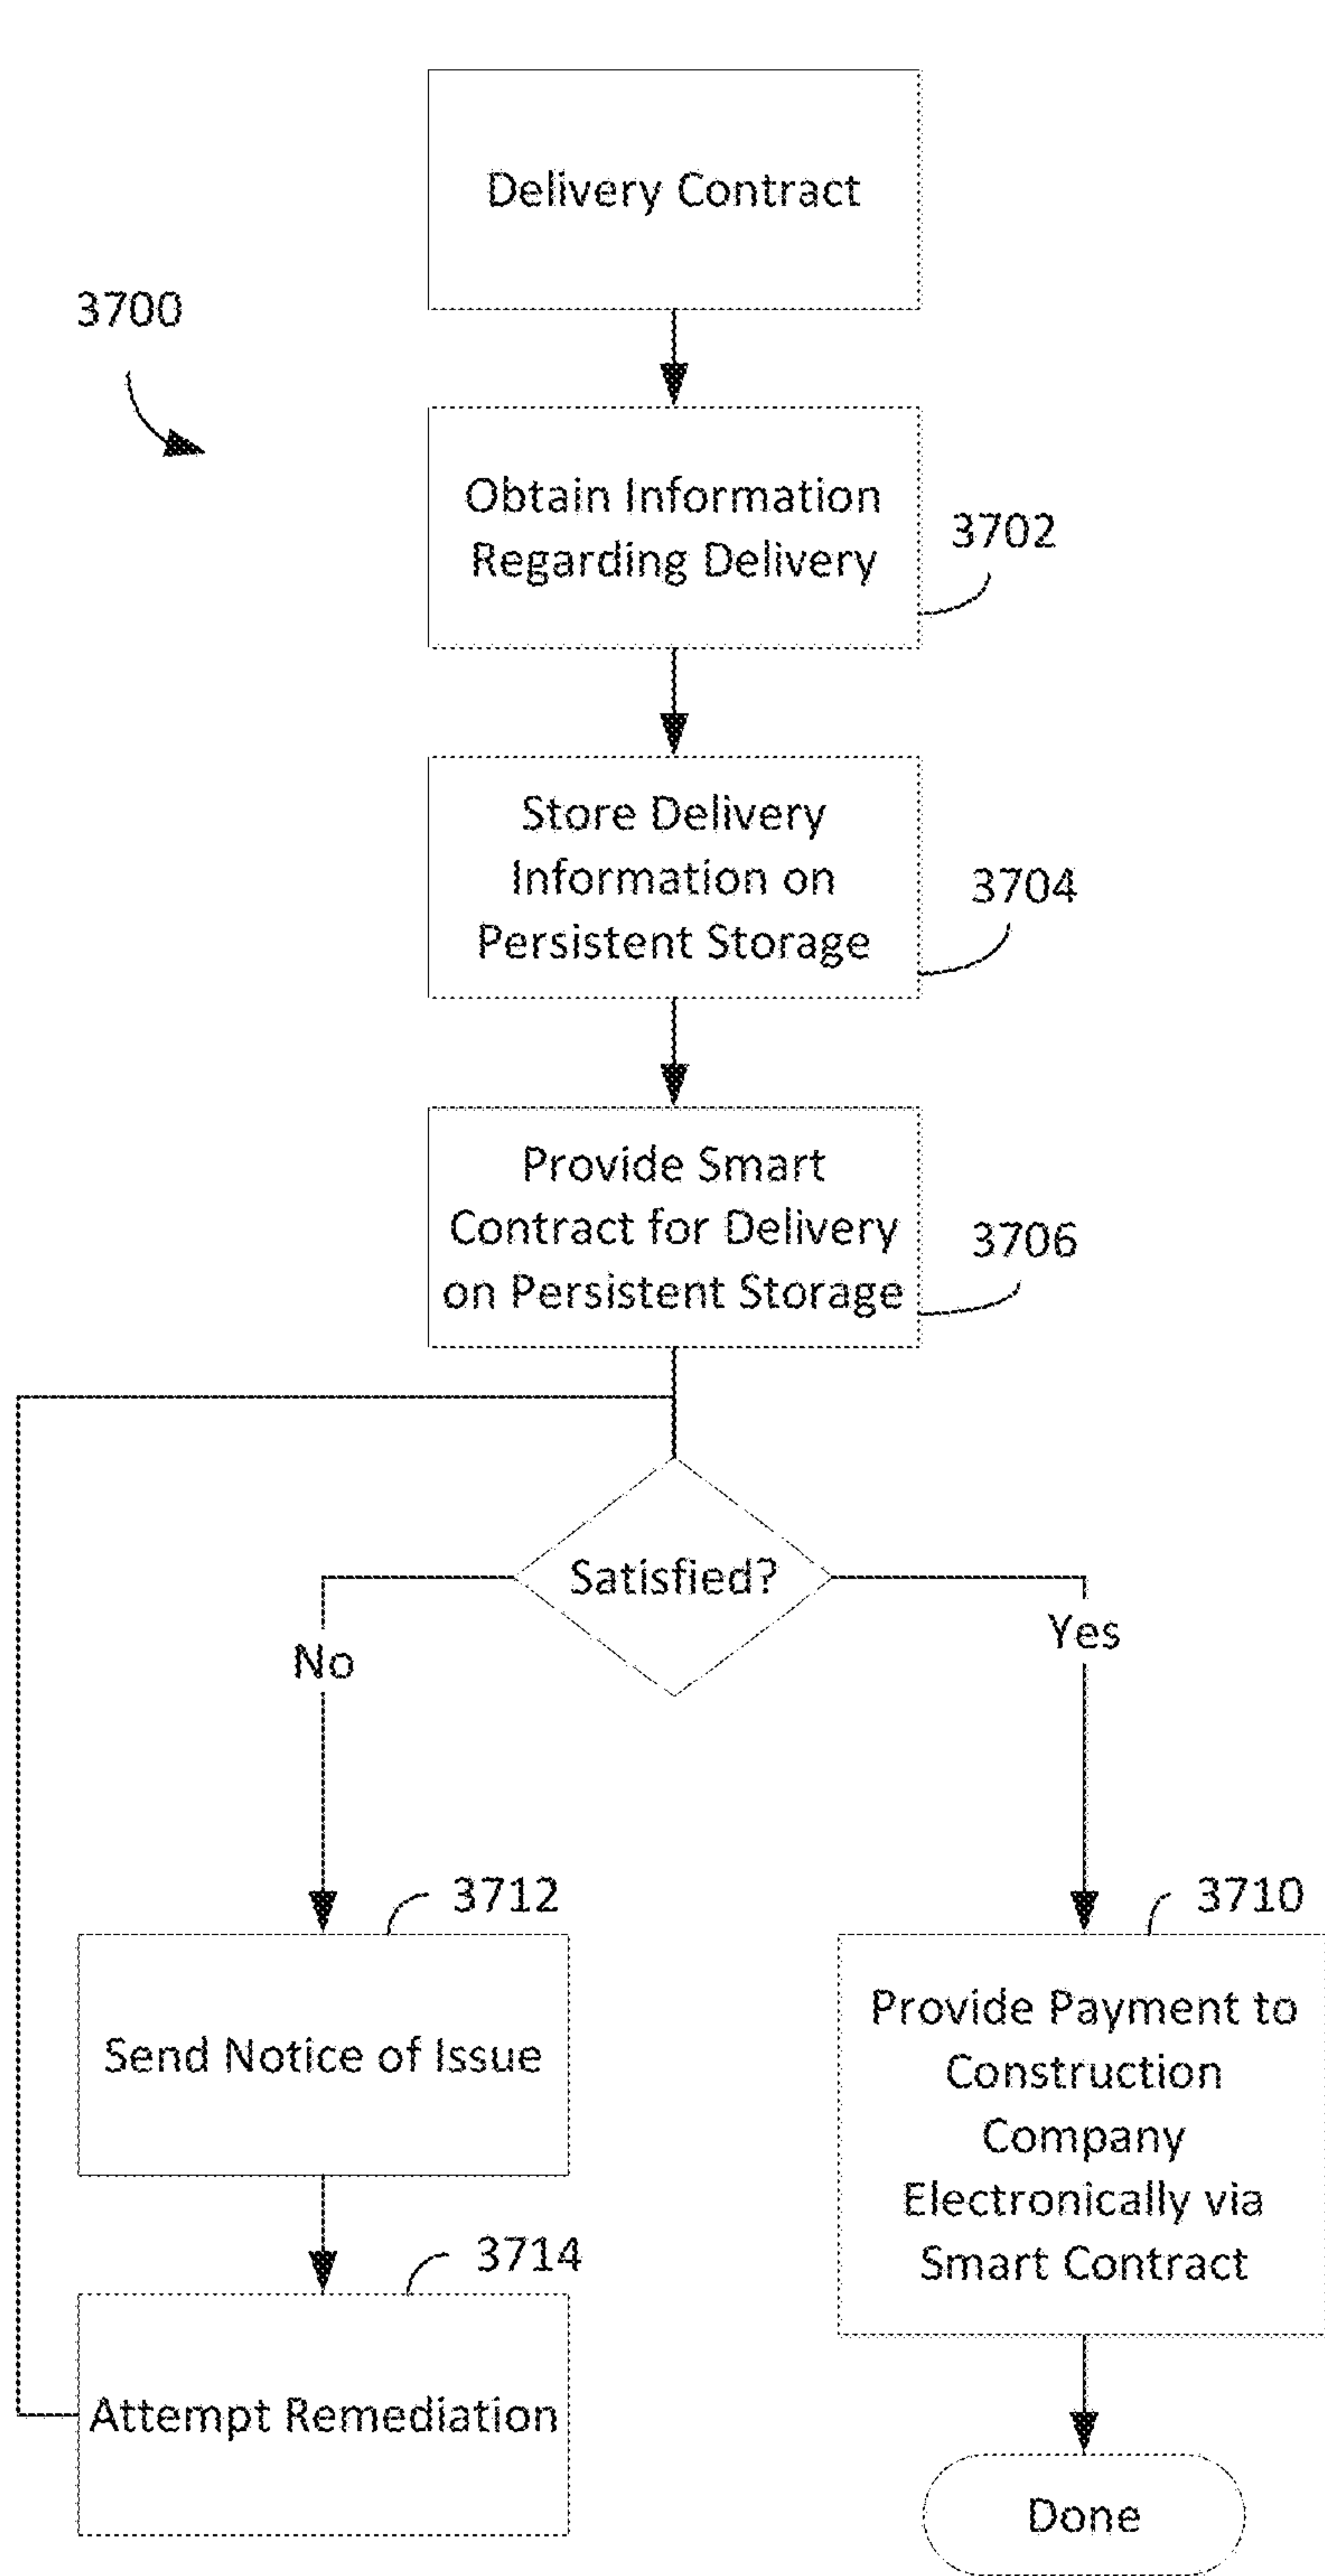 Delivery Contract
3700
Obtain Information
Regarding Delivery
3702
Store Delivery
Information on
Persistent Storage
3704
Provide Smart
Contract for Delivery
on Persistent Storage
3706
Satisfied?
No
Yes
3712
3710
Send Notice of Issue
Provide Payment to
Construction
Company
Electronically via
Smart Contract
3714
Attempt Remediation
Done